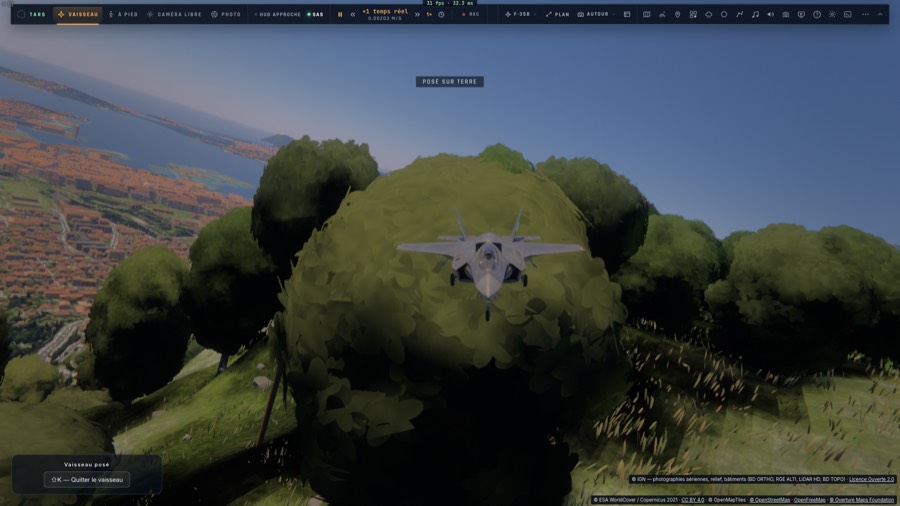 31 fps · 33.3 ms
TANS VAISSEAU À PIED CAMÉRA LIBRE PHOTO HUD APPROCHE SAS ×1 temps réel REC F-35B PLAN AUTOUR
0.00203 M/S
POSÉ SUR TERRE
Vaisseau posé
⇧K — Quitter le vaisseau
© IGN — photographies aériennes, relief, bâtiments (BD ORTHO, RGE ALTI, LiDAR HD, BD TOPO) · Licence Ouverte 2.0
© ESA WorldCover / Copernicus 2021 · CC BY 4.0 · © OpenMapTiles · © OpenStreetMap · OpenFreeMap · © Overture Maps Foundation